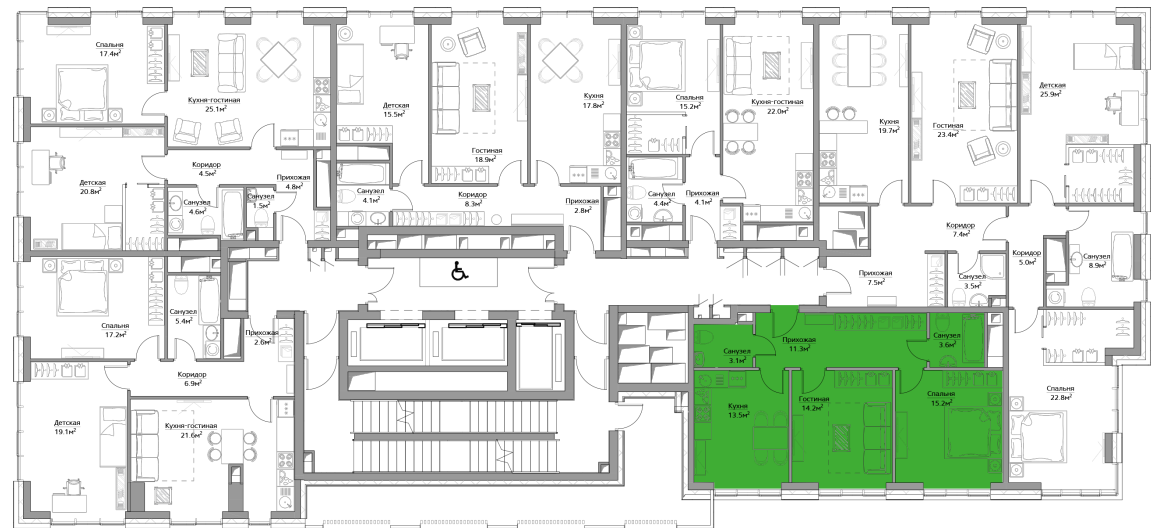 Спальня
17.4м²
Кухня-гостиная
25.1м²
Детская
15.5м²
Гостиная
18.9м²
Кухня
17.8м²
Спальня
15.2м²
Кухня-гостиная
22.0м²
Кухня
19.7м²
Гостиная
23.4м²
Детская
25.9м²
Детская
20.8м²
Коридор
4.5м²
Прихожая
4.8м²
Санузел
4.6м²
Санузел
1.5м²
Санузел
4.1м²
Коридор
8.3м²
Прихожая
2.8м²
Санузел
4.4м²
Прихожая
4.1м²
Коридор
7.4м²
Коридор
5.0м²
Санузел
8.9м²
Прихожая
7.5м²
Санузел
3.5м²
Спальня
17.2м²
Санузел
5.4м²
Прихожая
2.6м²
Коридор
6.9м²
Детская
19.1м²
Кухня-гостиная
21.6м²
Санузел
3.1м²
Прихожая
11.3м²
Санузел
3.6м²
Кухня
13.5м²
Гостиная
14.2м²
Спальня
15.2м²
Спальня
22.8м²